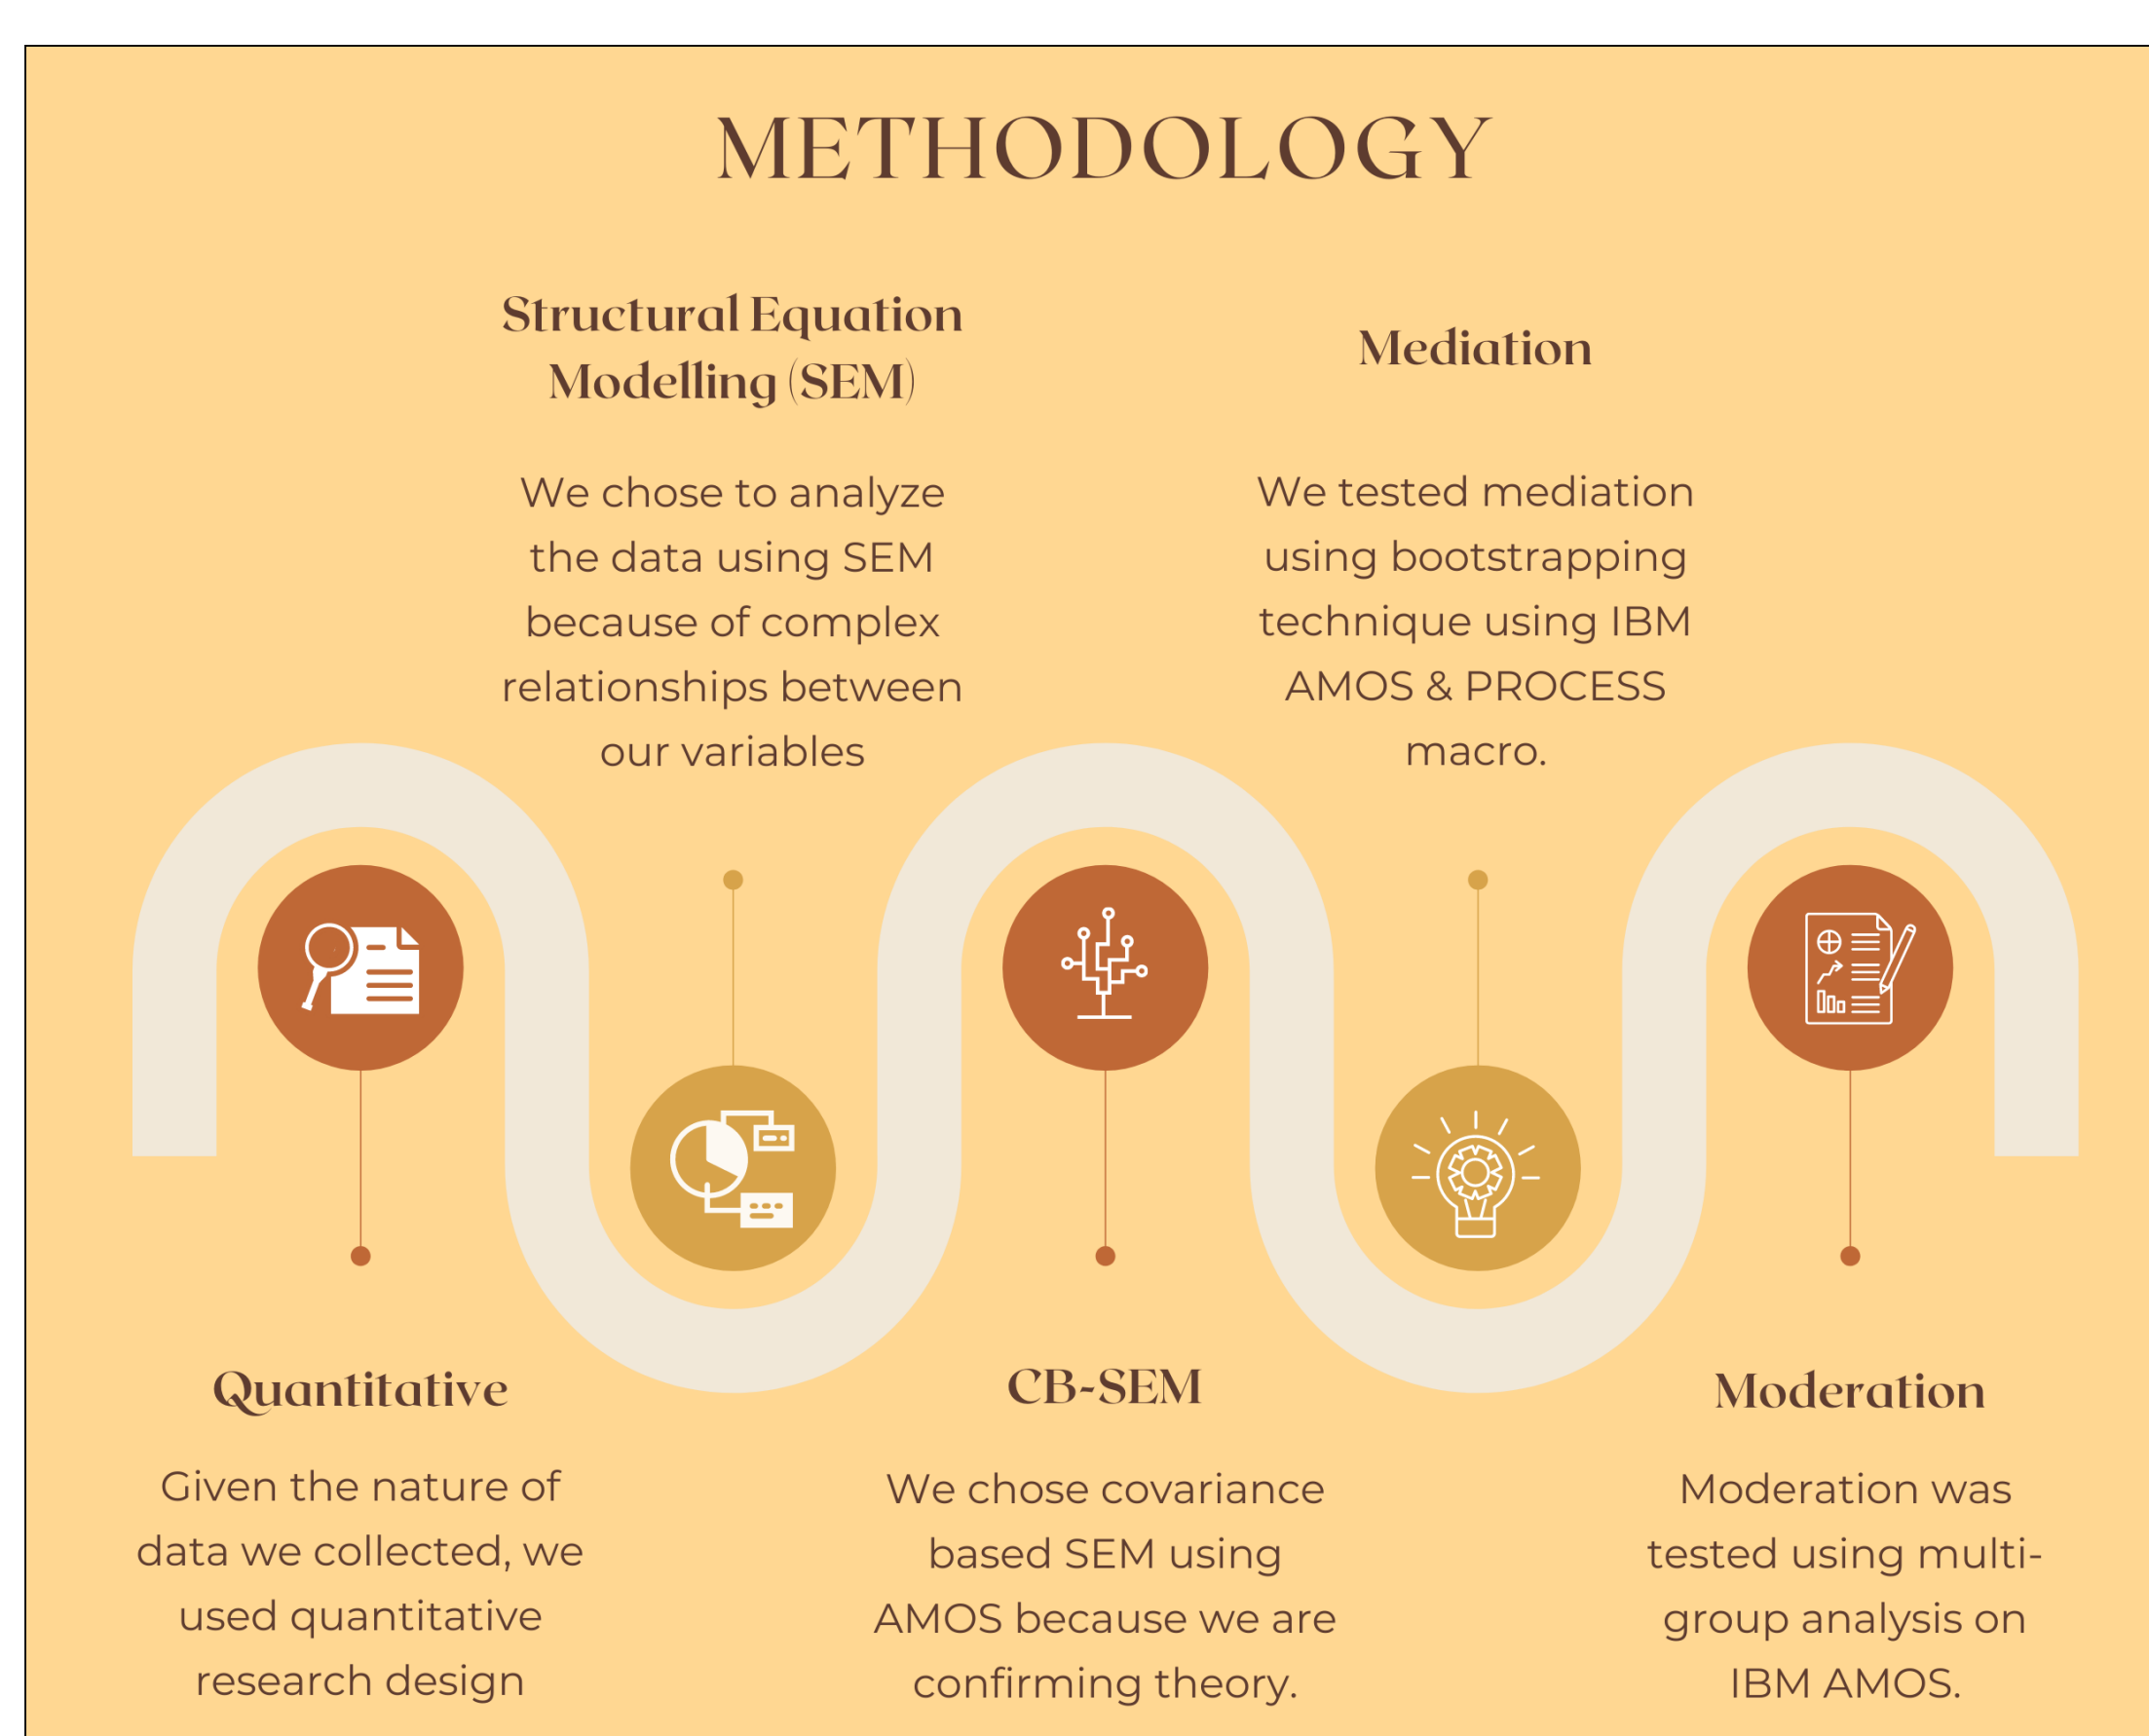 METHODOLOGY
Structural Equation
Modelling (SEM)
We chose to analyze
the data using SEM
because of complex
relationships between
our variables
Mediation
We tested mediation
using bootstrapping
technique using IBM
AMOS & PROCESS
macro.
Quantitative
Given the nature of
data we collected, we
used quantitative
research design
CB-SEM
We chose covariance
based SEM using
AMOS because we are
confirming theory.
Moderation
Moderation was
tested using multi-
group analysis on
IBM AMOS.